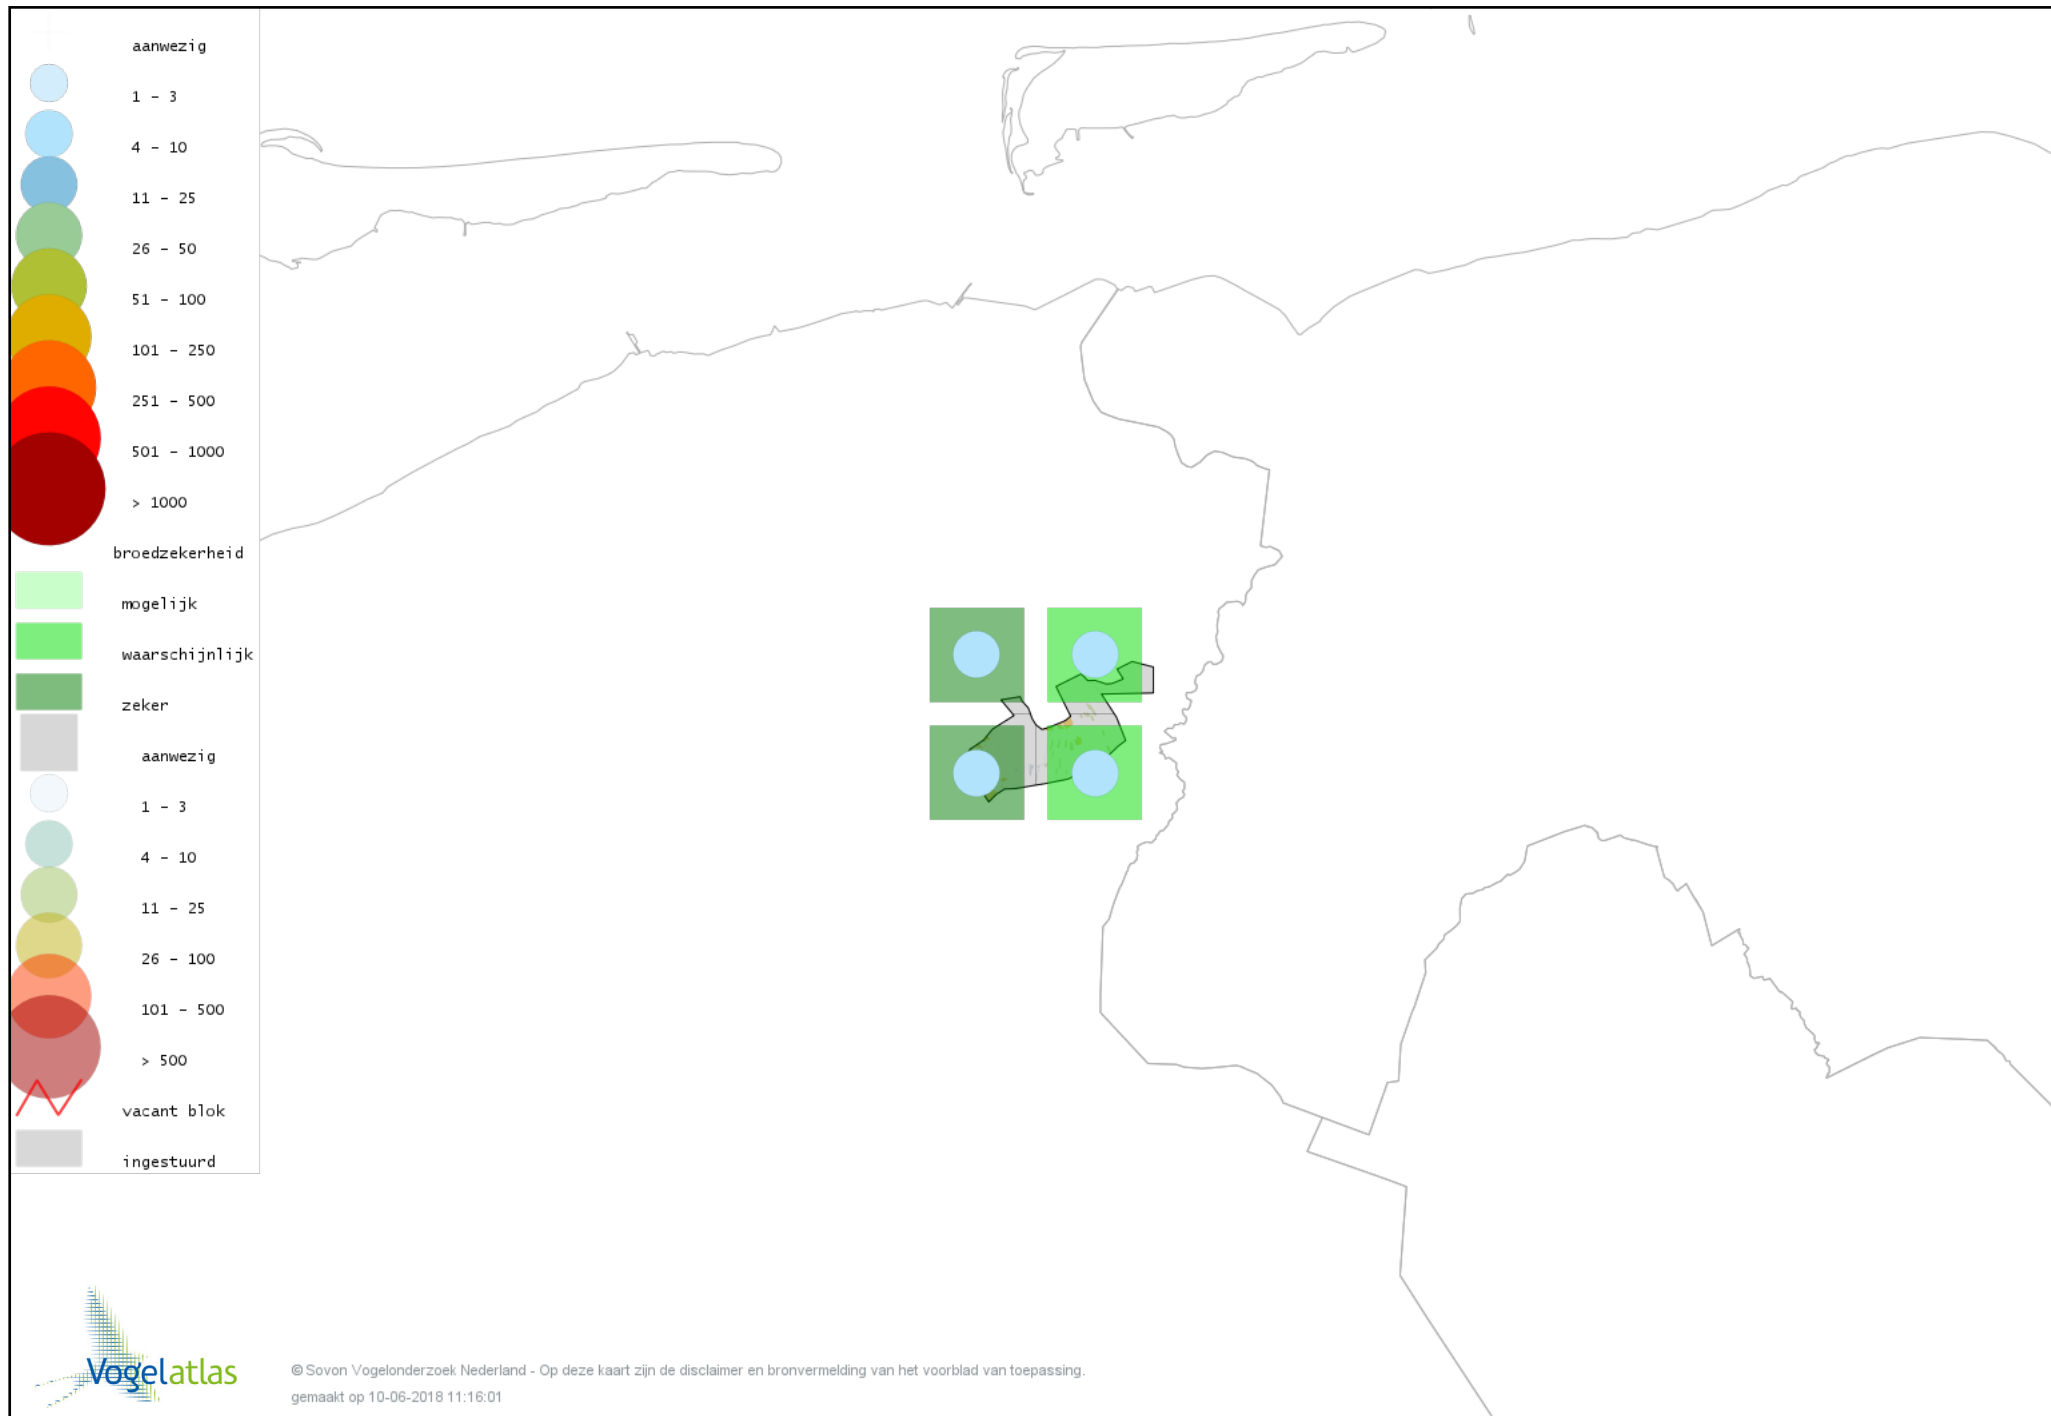 aanwezig
1 - 3
4 - 10
11 - 25
26 - 50
51 - 100
101 - 250
251 - 500
501 - 1000
> 1000
broedzekerheid
mogelijk
waarschijnlijk
zeker
aanwezig
1 - 3
4 - 10
11 - 25
26 - 100
101 - 500
> 500
vacant blok
ingestuurd
Vogelatlas
© Sovon Vogelonderzoek Nederland - Op deze kaart zijn de disclaimer en bronvermelding van het voorblad van toepassing.
gemaakt op 10-06-2018 11:16:01